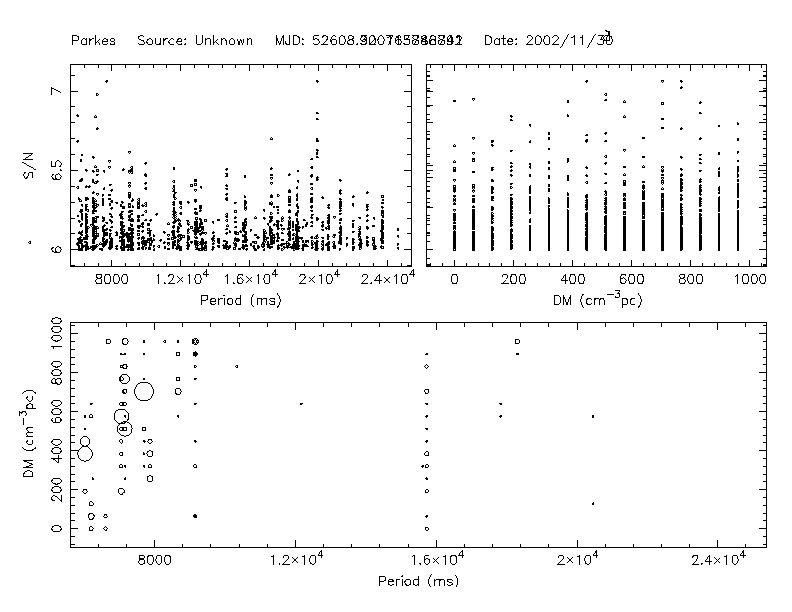 Parkes Source: Unknown MJD: 52608. Date: 2002/11/
7
6.5
6
S/N
8000 1.2×10⁴ 1.6×10⁴ 2×10⁴ 2.4×10⁴
Period (ms)
0 200 400 600 800 1000
DM (cm⁻³pc)
1000
800
600
400
200
0
DM (cm⁻³pc)
8000 1.2×10⁴ 1.6×10⁴ 2×10⁴ 2.4×10⁴
Period (ms)